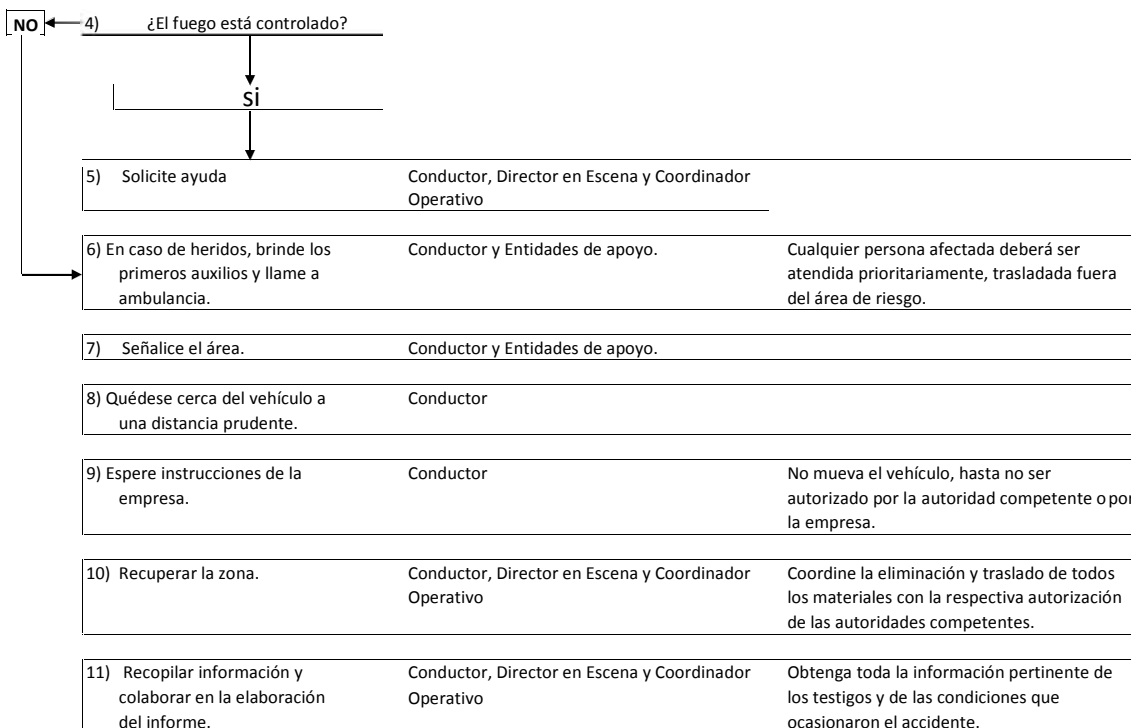 NO
4) ¿El fuego está controlado?
si
5) Solicite ayuda
Conductor, Director en Escena y Coordinador
Operativo
6) En caso de heridos, brinde los
primeros auxilios y llame a
ambulancia.
Conductor y Entidades de apoyo.
Cualquier persona afectada deberá ser
atendida prioritariamente, trasladada fuera
del área de riesgo.
7) Señalice el área.
Conductor y Entidades de apoyo.
8) Quédese cerca del vehículo a
una distancia prudente.
Conductor
9) Espere instrucciones de la
empresa.
Conductor
No mueva el vehículo, hasta no ser
autorizado por la autoridad competente o por
la empresa.
10) Recuperar la zona.
Conductor, Director en Escena y Coordinador
Operativo
Coordine la eliminación y traslado de todos
los materiales con la respectiva autorización
de las autoridades competentes.
11) Recopilar información y
colaborar en la elaboración
del informe.
Conductor, Director en Escena y Coordinador
Operativo
Obtenga toda la información pertinente de
los testigos y de las condiciones que
ocasionaron el accidente.